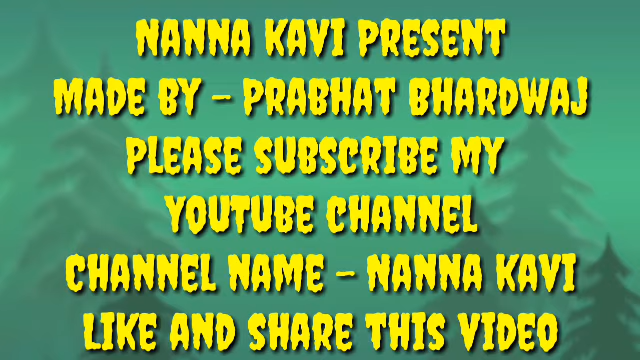 NANNA KAVI PRESENT
MADE BY - PRABHAT BHARDWAJ
PLEASE SUBSCRIBE MY
YOUTUBE CHANNEL
CHANNEL NAME - NANNA KAVI
LIKE AND SHARE THIS VIDEO